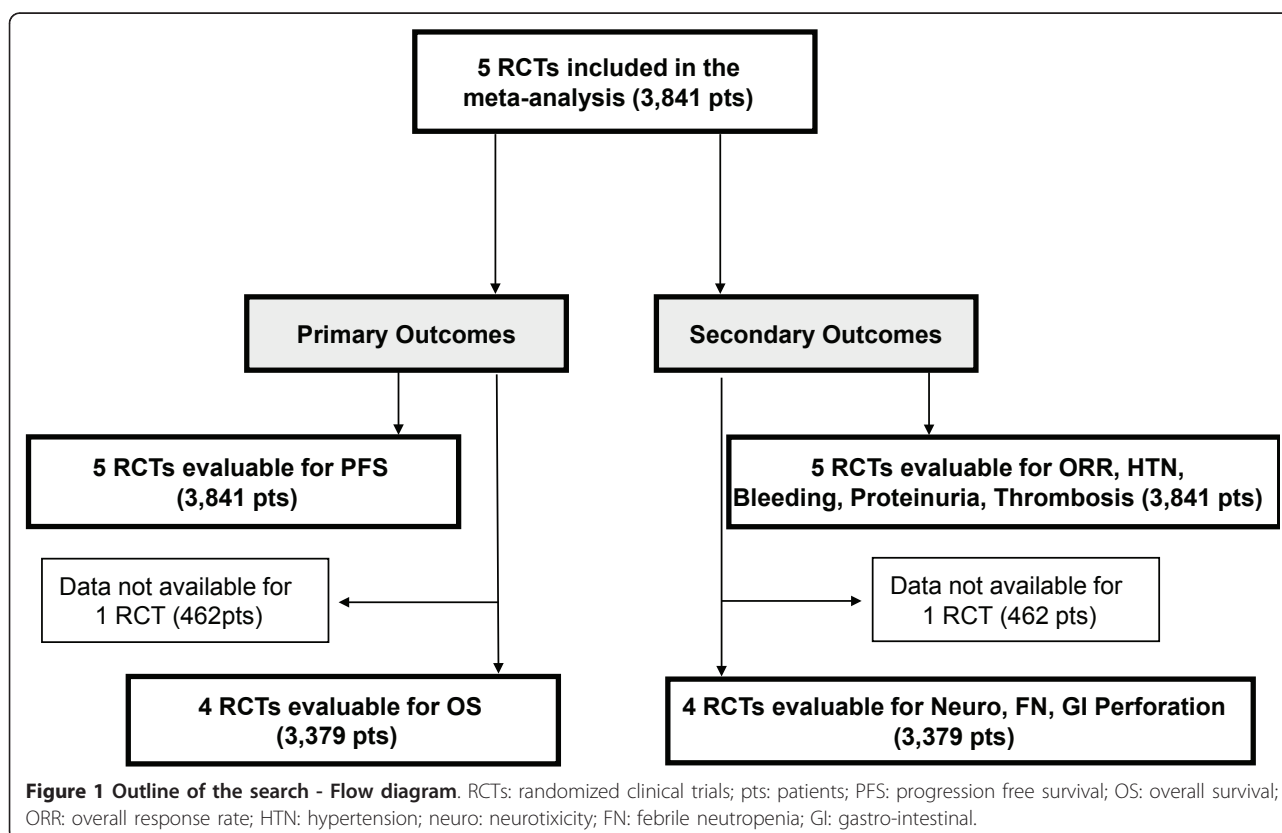 5 RCTs included in the
meta-analysis (3,841 pts)
Primary Outcomes
Secondary Outcomes
5 RCTs evaluable for PFS
(3,841 pts)
5 RCTs evaluable for ORR, HTN,
Bleeding, Proteinuria, Thrombosis (3,841 pts)
Data not available for
1 RCT (462pts)
Data not available for
1 RCT (462 pts)
4 RCTs evaluable for OS
(3,379 pts)
4 RCTs evaluable for Neuro, FN, GI Perforation
(3,379 pts)
Figure 1 Outline of the search - Flow diagram. RCTs: randomized clinical trials; pts: patients; PFS: progression free survival; OS: overall survival;
ORR: overall response rate; HTN: hypertension; neuro: neurotixicity; FN: febrile neutropenia; GI: gastro-intestinal.